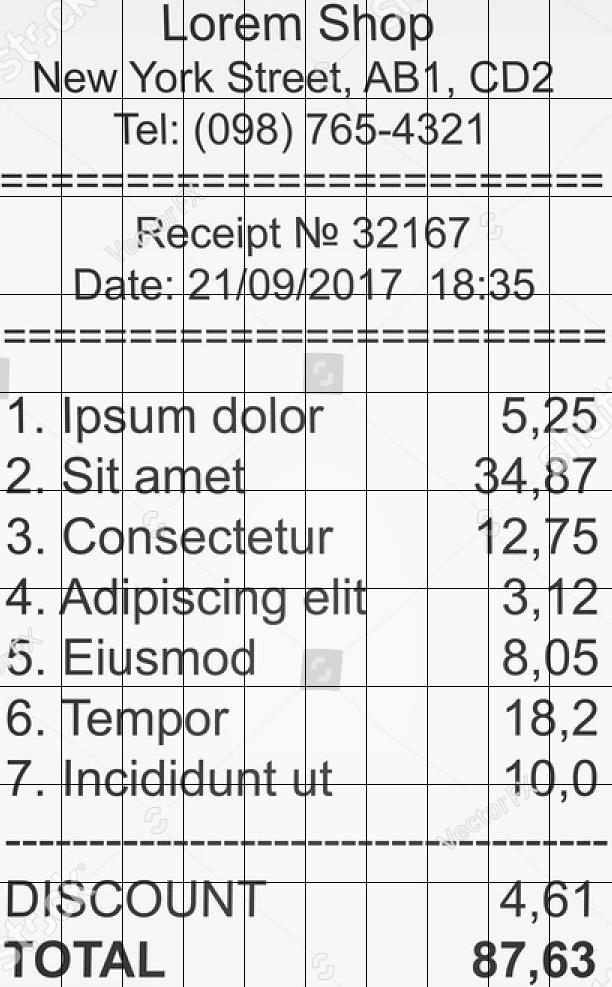 Lorem Shop
New York Street, AB1, CD2
Tel: (098) 765-4321
========================
Receipt № 32167
Date: 21/09/2017 18:35
========================
1. Ipsum dolor 5,25
2. Sit amet 34,87
3. Consectetur 12,75
4. Adipiscing elit 3,12
5. Eiusmod 8,05
6. Tempor 18,2
7. Incididunt ut 10,0
--------------------------------
DISCOUNT 4,61
TOTAL 87,63